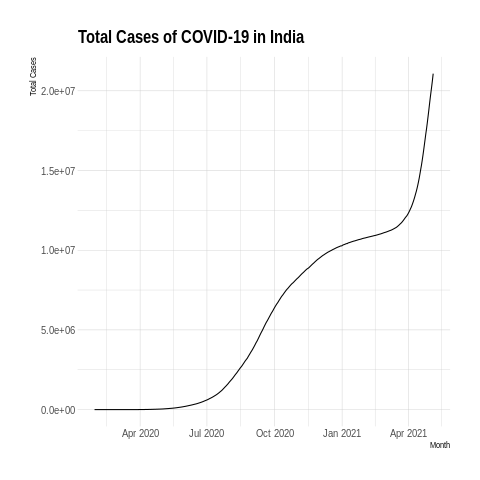 Total Cases of COVID-19 in India
Total Cases
2.0e+07
1.5e+07
1.0e+07
5.0e+06
0.0e+00
Apr 2020 Jul 2020 Oct 2020 Jan 2021 Apr 2021
Month